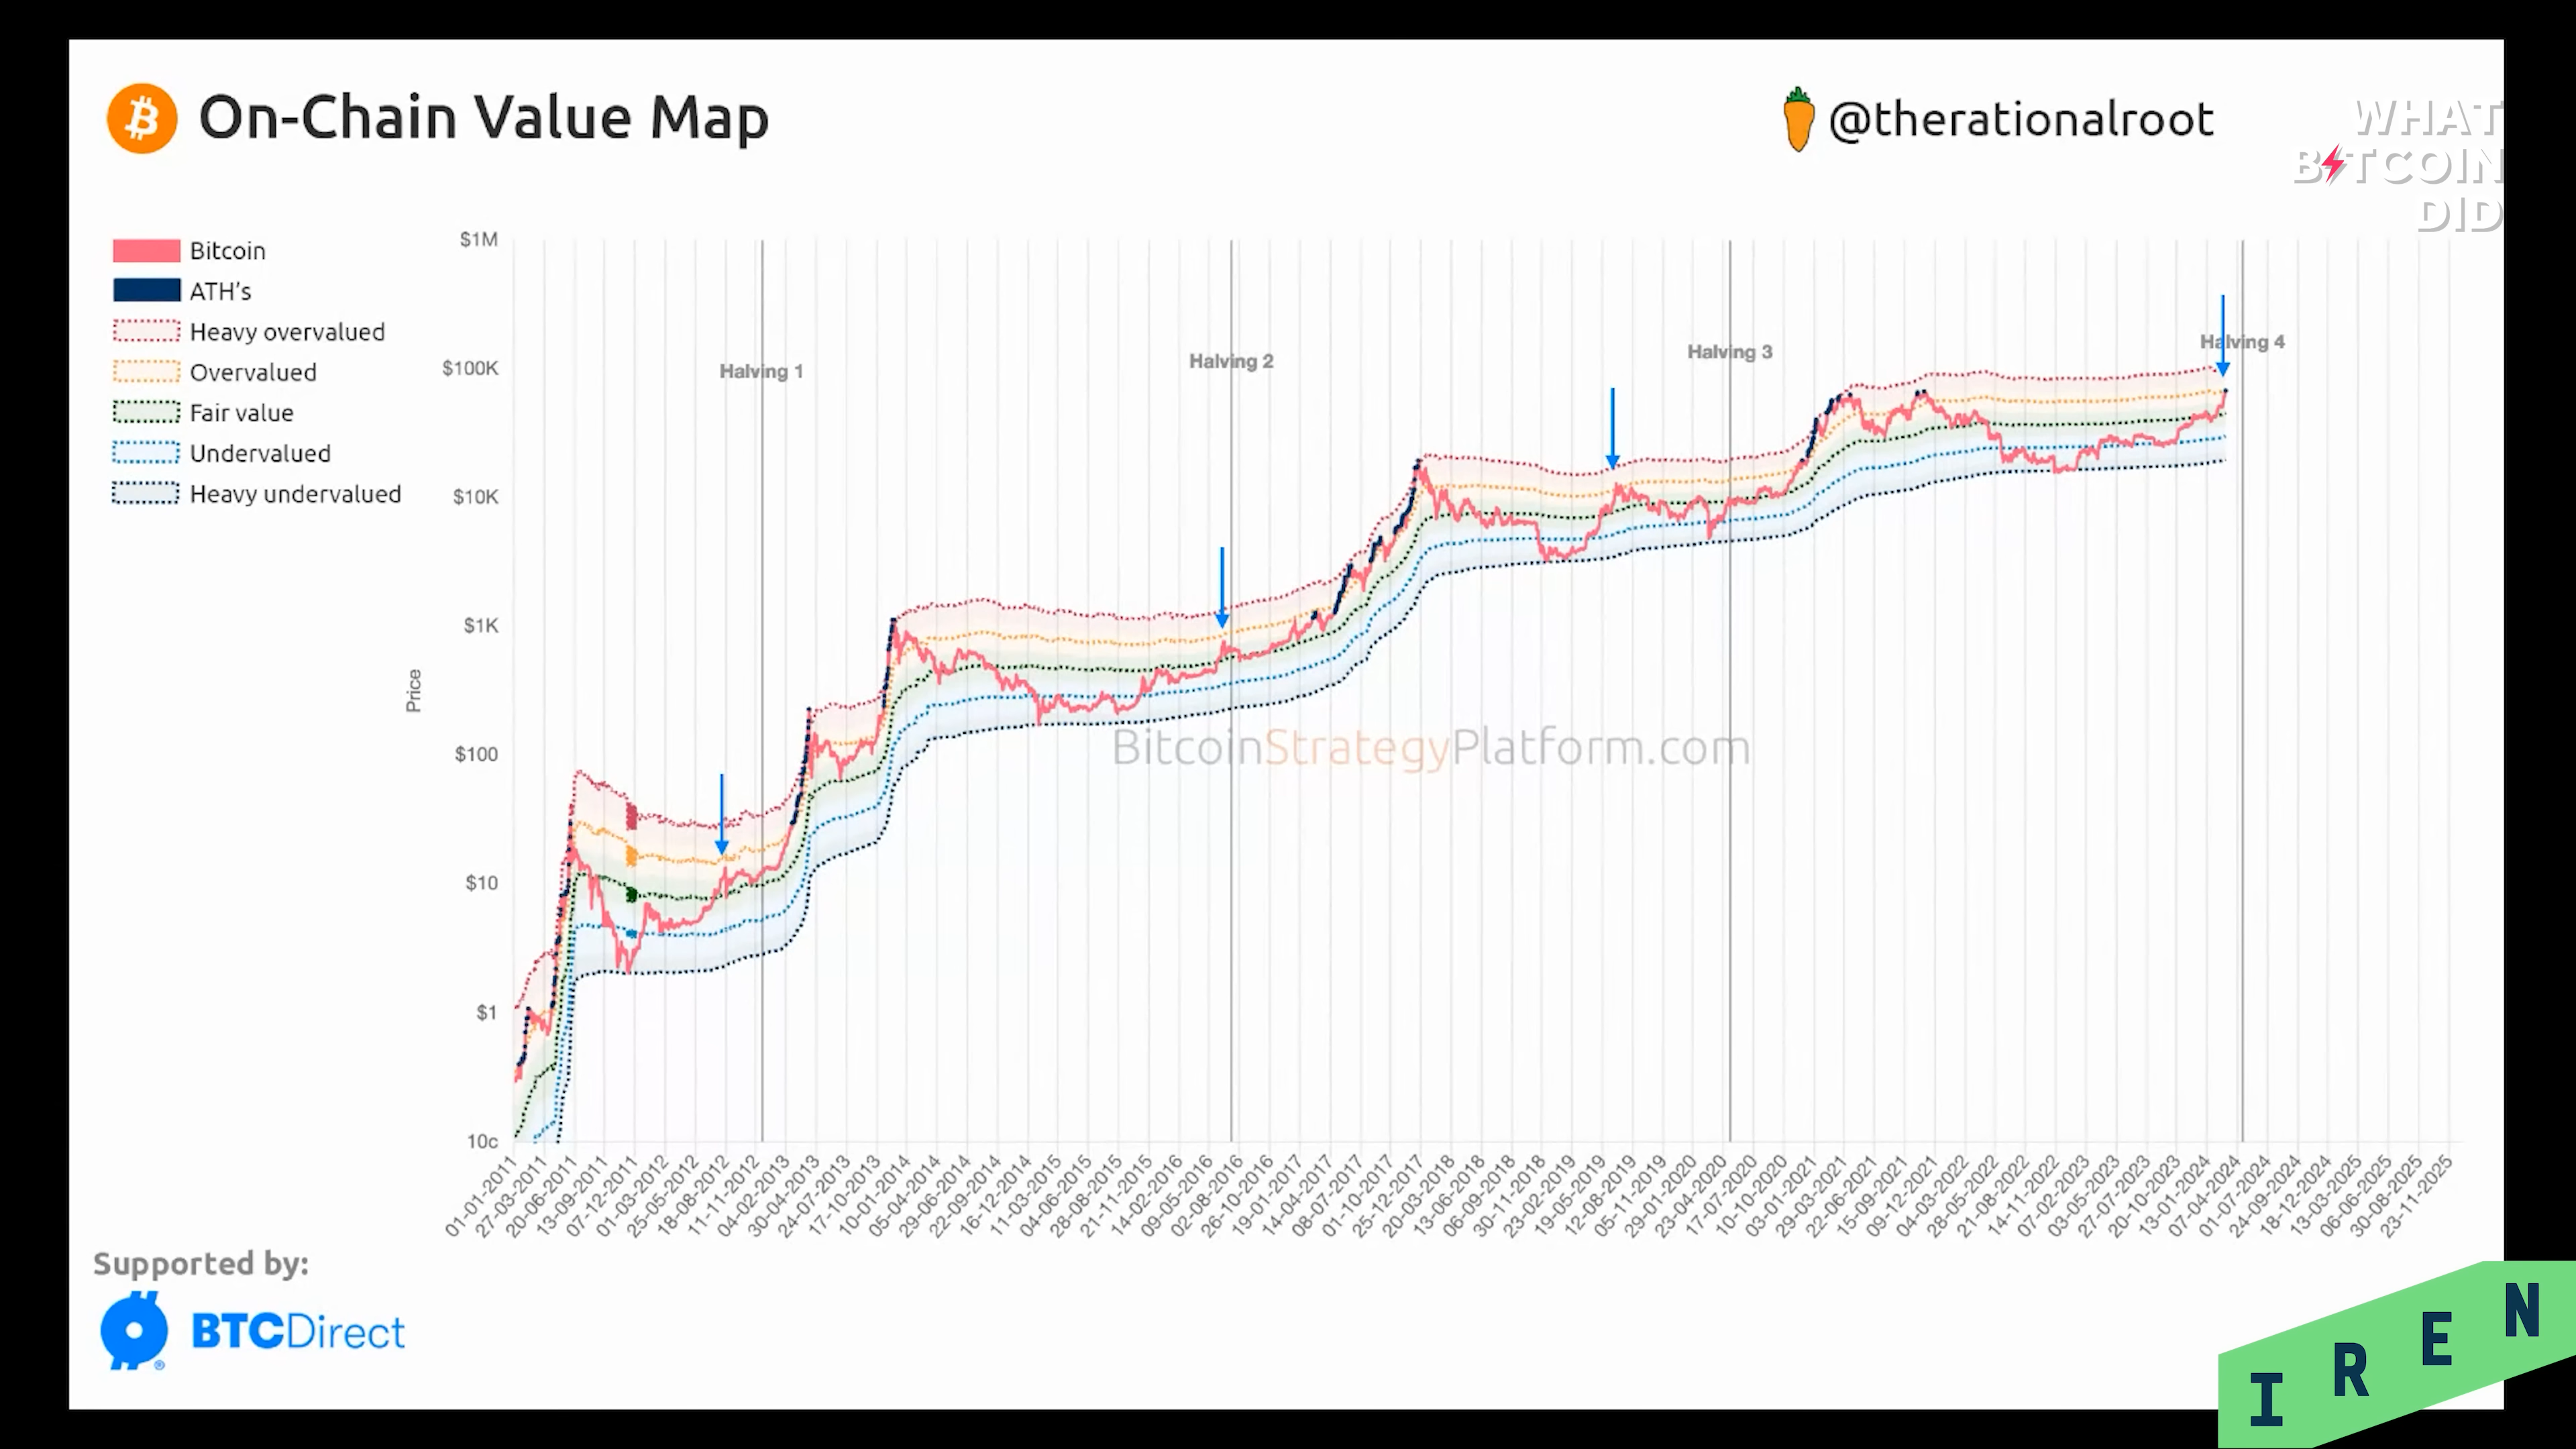 On-Chain Value Map
@therationalroot
WHAT
B TCOIN
DID
Bitcoin
ATH's
Heavy overvalued
Overvalued
Fair value
Undervalued
Heavy undervalued
$1M
$100K
$10K
$1K
$100
$10
$1
10c
Price
Halving 1
Halving 2
Halving 3
Halving 4
BitcoinStrategyPlatform.com
01-01-2011
27-03-2011
20-06-2011
13-09-2011
07-12-2011
01-03-2012
25-05-2012
18-08-2012
11-11-2012
04-02-2013
30-04-2013
24-07-2013
17-10-2013
10-01-2014
05-04-2014
29-06-2014
22-09-2014
16-12-2014
11-03-2015
04-06-2015
28-08-2015
21-11-2015
14-02-2016
09-05-2016
02-08-2016
26-10-2016
19-01-2017
14-04-2017
08-07-2017
01-10-2017
25-12-2017
20-03-2018
13-06-2018
06-09-2018
30-11-2018
23-02-2019
19-05-2019
12-08-2019
05-11-2019
29-01-2020
23-04-2020
17-07-2020
10-10-2020
03-01-2021
29-03-2021
22-06-2021
15-09-2021
09-12-2021
04-03-2022
28-05-2022
21-08-2022
14-11-2022
07-02-2023
03-05-2023
27-07-2023
20-10-2023
13-01-2024
07-04-2024
01-07-2024
24-09-2024
18-12-2024
13-03-2025
06-06-2025
30-08-2025
23-11-2025
Supported by:
BTCDirect
IREN